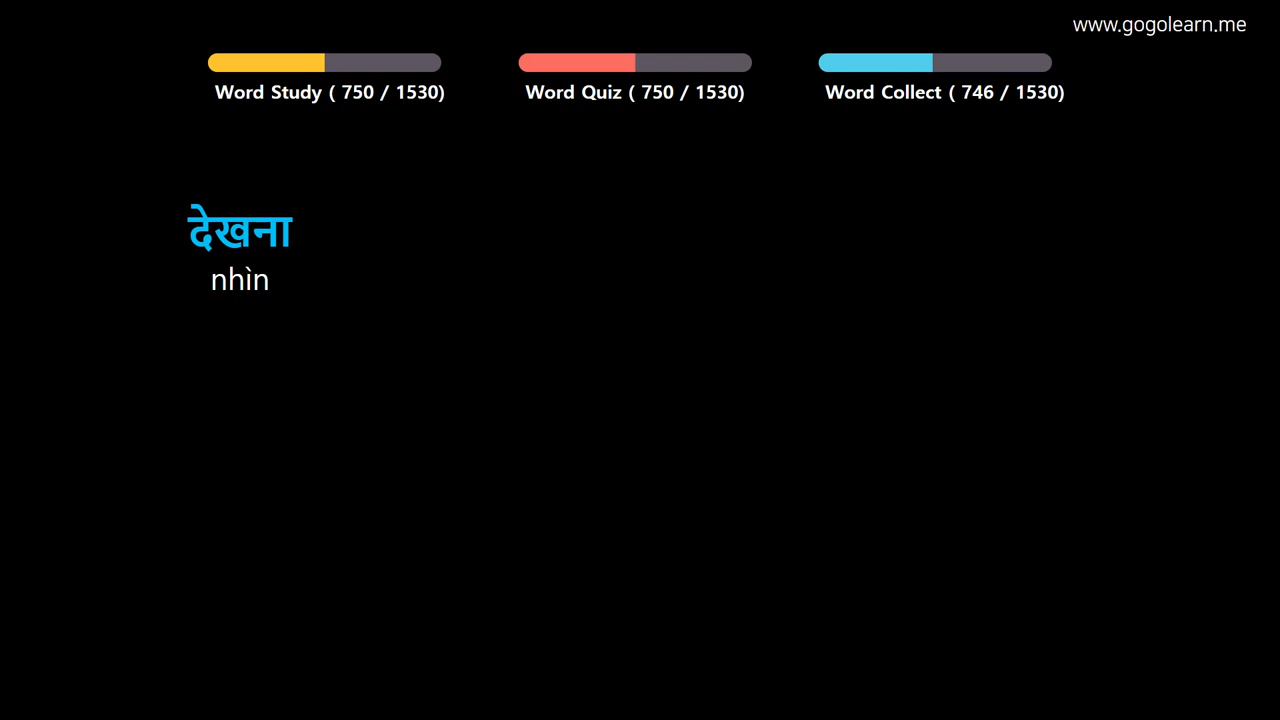 www.gogolearn.me
Word Study ( 750 / 1530)
Word Quiz ( 750 / 1530)
Word Collect ( 746 / 1530)
देखना
nhìn